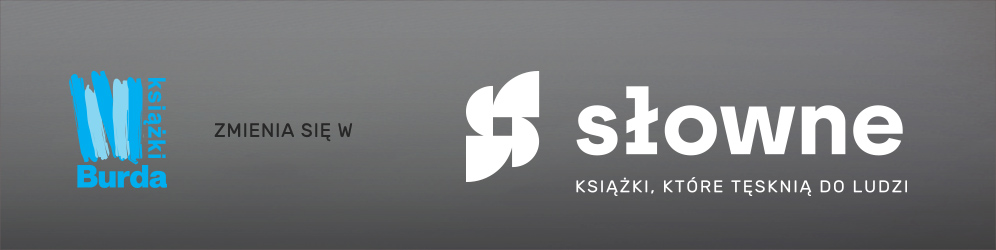 książki
Burda
ZMIENIA SIĘ W
słowne
KSIĄŻKI, KTÓRE TĘSKNIĄ DO LUDZI